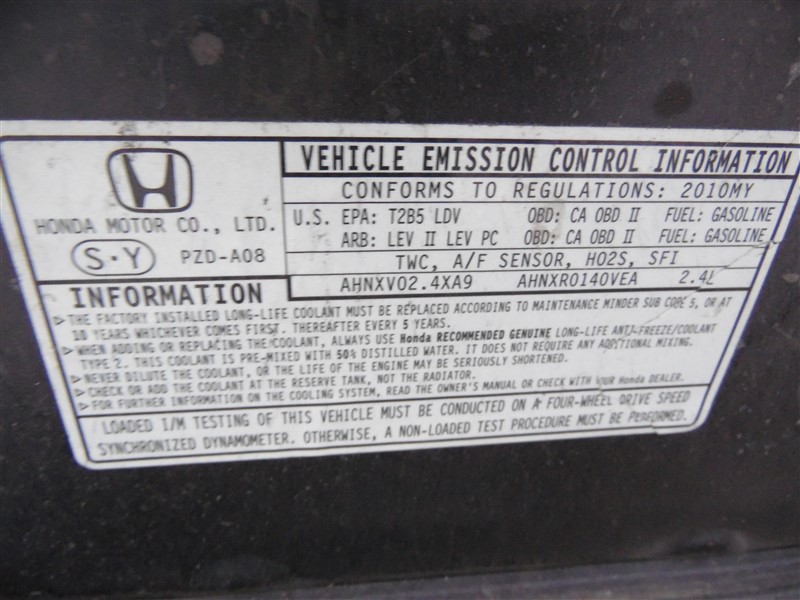 HONDA MOTOR CO., LTD.
S·Y PZD-A08
VEHICLE EMISSION CONTROL INFORMATION
CONFORMS TO REGULATIONS: 2010MY
U.S. EPA: T2B5 LDV OBD: CA OBD II FUEL: GASOLINE
ARB: LEV II LEV PC OBD: CA OBD II FUEL: GASOLINE
TWC, A/F SENSOR, HO2S, SFI
AHNXV02.4XA9 AHNXR0140VEA 2.4L
INFORMATION
▷THE FACTORY INSTALLED LONG-LIFE COOLANT MUST BE REPLACED ACCORDING TO MAINTENANCE MINDER SUB CODE 5, OR AT
10 YEARS WHICHEVER COMES FIRST. THEREAFTER EVERY 5 YEARS.
▷WHEN ADDING OR REPLACING THE COOLANT, ALWAYS USE Honda RECOMMENDED GENUINE LONG-LIFE ANTI-FREEZE/COOLANT
TYPE 2. THIS COOLANT IS PRE-MIXED WITH 50% DISTILLED WATER. IT DOES NOT REQUIRE ANY ADDITIONAL MIXING.
▷NEVER DILUTE THE COOLANT, OR THE LIFE OF THE ENGINE MAY BE SERIOUSLY SHORTENED.
▷CHECK OR ADD THE COOLANT AT THE RESERVE TANK, NOT THE RADIATOR.
▷FOR FURTHER INFORMATION ON THE COOLING SYSTEM, READ THE OWNER'S MANUAL OR CHECK WITH YOUR Honda DEALER.
LOADED I/M TESTING OF THIS VEHICLE MUST BE CONDUCTED ON A FOUR-WHEEL DRIVE SPEED
SYNCHRONIZED DYNAMOMETER. OTHERWISE, A NON-LOADED TEST PROCEDURE MUST BE PERFORMED.